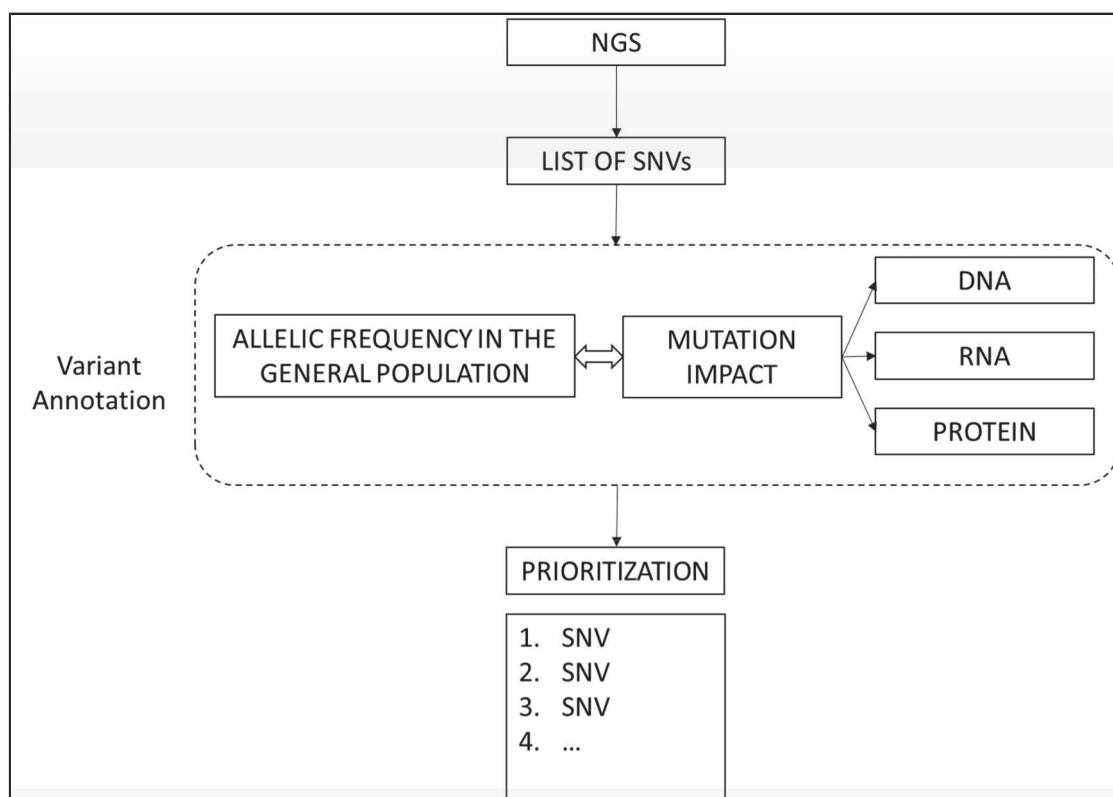 NGS
LIST OF SNVs
Variant
Annotation
ALLELIC FREQUENCY IN THE
GENERAL POPULATION
MUTATION
IMPACT
DNA
RNA
PROTEIN
PRIORITIZATION
1. SNV
2. SNV
3. SNV
4. ...